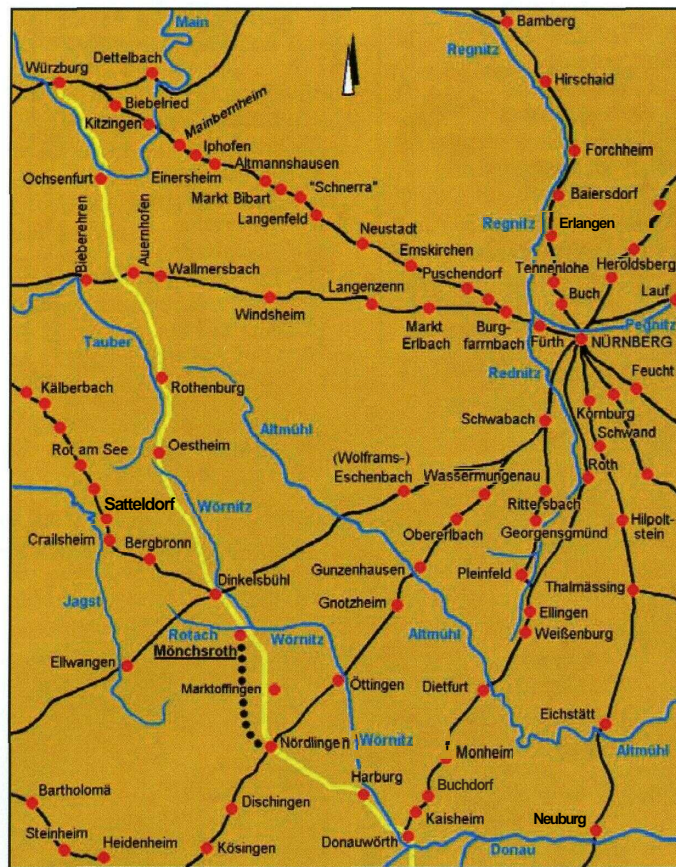 Main
Bamberg
Dettelbach
Regnitz
Würzburg
Hirschaid
Biebelried
Kitzingen
Mainbernheim
Iphofen
Forchheim
Altmannshausen
Einersheim
Ochsenfurt
Markt Bibart
"Schnerra"
Baiersdorf
Langenfeld
Regnitz
Erlangen
Neustadt
Bieberehren
Auernhofen
Emskirchen
Heroldsberg
Tennenlohe
Wallmersbach
Puschendorf
Langenzenn
Buch
Lauf
Windsheim
Markt
Erlbach
Burg-
farrnbach
Fürth
Pegnitz
NÜRNBERG
Tauber
Rednitz
Feucht
Rothenburg
Kälberbach
Kornburg
Altmühl
Schwabach
Schwand
Rot am See
Oestheim
(Wolframs-)
Eschenbach
Wassermungenau
Roth
Satteldorf
Wörnitz
Rittersbach
Obererlbach
Georgensgmünd
Hilpolt-
stein
Crailsheim
Bergbronn
Gunzenhausen
Pleinfeld
Dinkelsbühl
Thalmässing
Jagst
Gnotzheim
Ellingen
Rotach
Wörnitz
Altmühl
Weißenburg
Mönchsroth
Ellwangen
Marktoffingen
Öttingen
Dietfurt
Eichstätt
Nördlingen
Wörnitz
Monheim
Altmühl
Harburg
Buchdorf
Bartholomä
Dischingen
Kaisheim
Neuburg
Steinheim
Heidenheim
Kösingen
Donauwörth
Donau